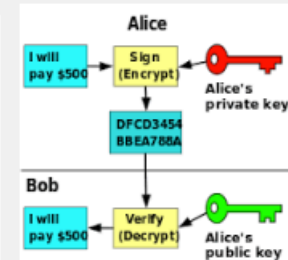 Alice
I will
pay $500
Sign
(Encrypt)
Alice's
private key
DFCD3454
BBEA788A
Bob
I will
pay $500
Verify
(Decrypt)
Alice's
public key